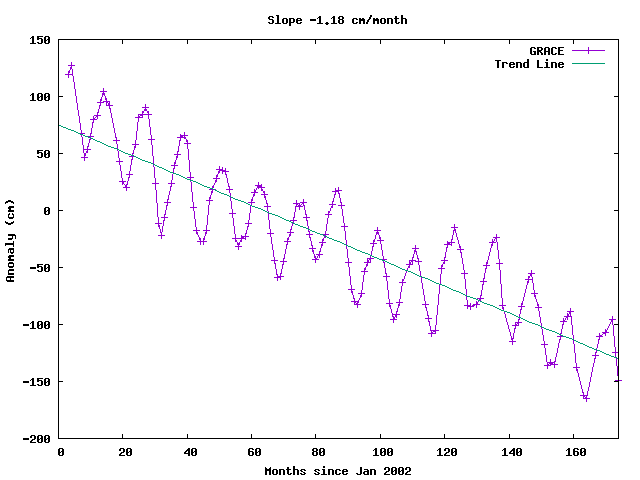 Slope -1.18 cm/month
150
100
50
0
-50
-100
-150
-200
Anomaly (cm)
GRACE
Trend Line
0 20 40 60 80 100 120 140 160
Months since Jan 2002